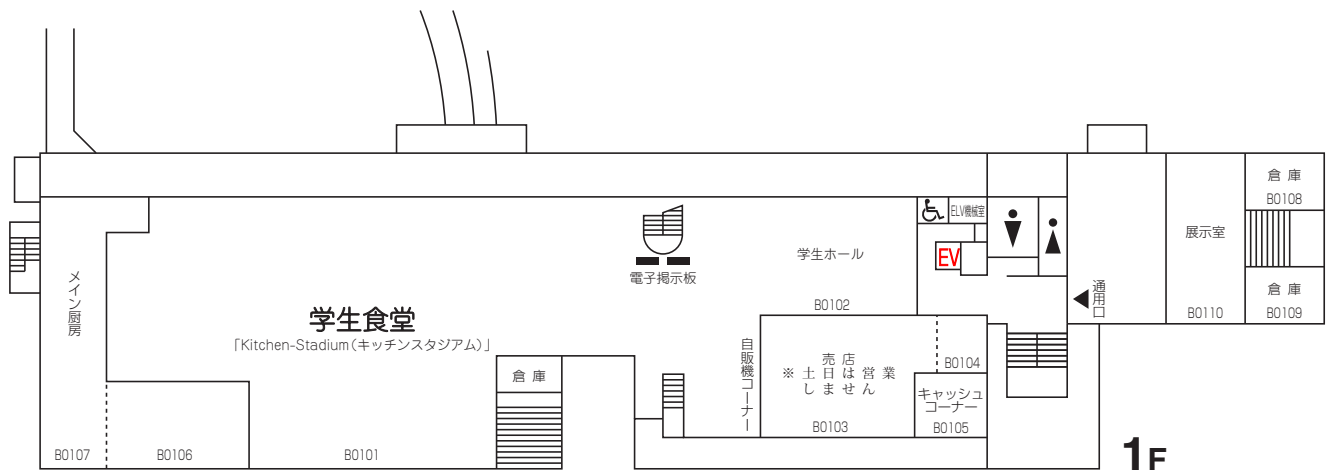 倉庫
B0108
ELV機械室
展示室
学生ホール
EV
メイン厨房
電子掲示板
通用口
倉庫
学生食堂
B0102
B0110
B0109
「Kitchen-Stadium（キッチンスタジアム）」
自販機コーナー
売店
※土日は営業
しません
B0104
倉庫
キャッシュ
コーナー
B0107
B0106
B0101
B0103
B0105
1F